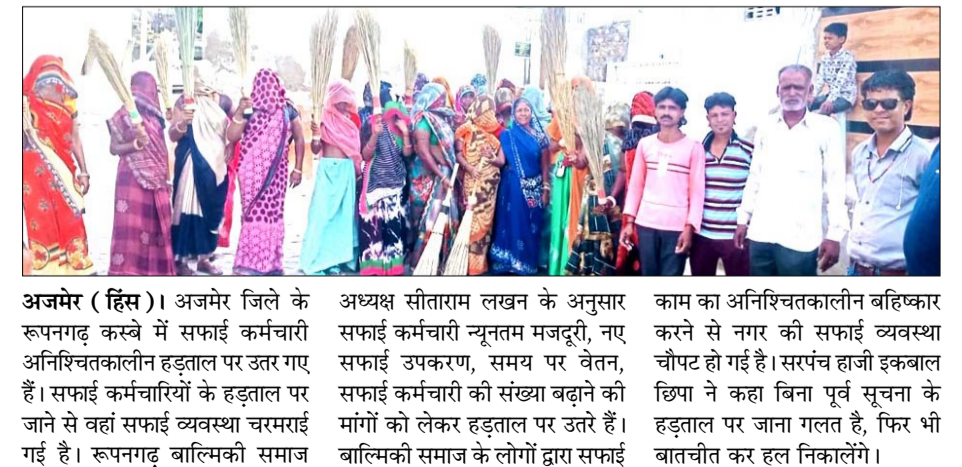 अजमेर ( हिंस )। अजमेर जिले के
रूपनगढ़ कस्बे में सफाई कर्मचारी
अनिश्चितकालीन हड़ताल पर उतर गए
हैं। सफाई कर्मचारियों के हड़ताल पर
जाने से वहां सफाई व्यवस्था चरमराई
गई है। रूपनगढ़ बाल्मिकी समाज
अध्यक्ष सीताराम लखन के अनुसार
सफाई कर्मचारी न्यूनतम मजदूरी, नए
सफाई उपकरण, समय पर वेतन,
सफाई कर्मचारी की संख्या बढ़ाने की
मांगों को लेकर हड़ताल पर उतरे हैं।
बाल्मिकी समाज के लोगों द्वारा सफाई
काम का अनिश्चितकालीन बहिष्कार
करने से नगर की सफाई व्यवस्था
चौपट हो गई है। सरपंच हाजी इकबाल
छिपा ने कहा बिना पूर्व सूचना के
हड़ताल पर जाना गलत है, फिर भी
बातचीत कर हल निकालेंगे।